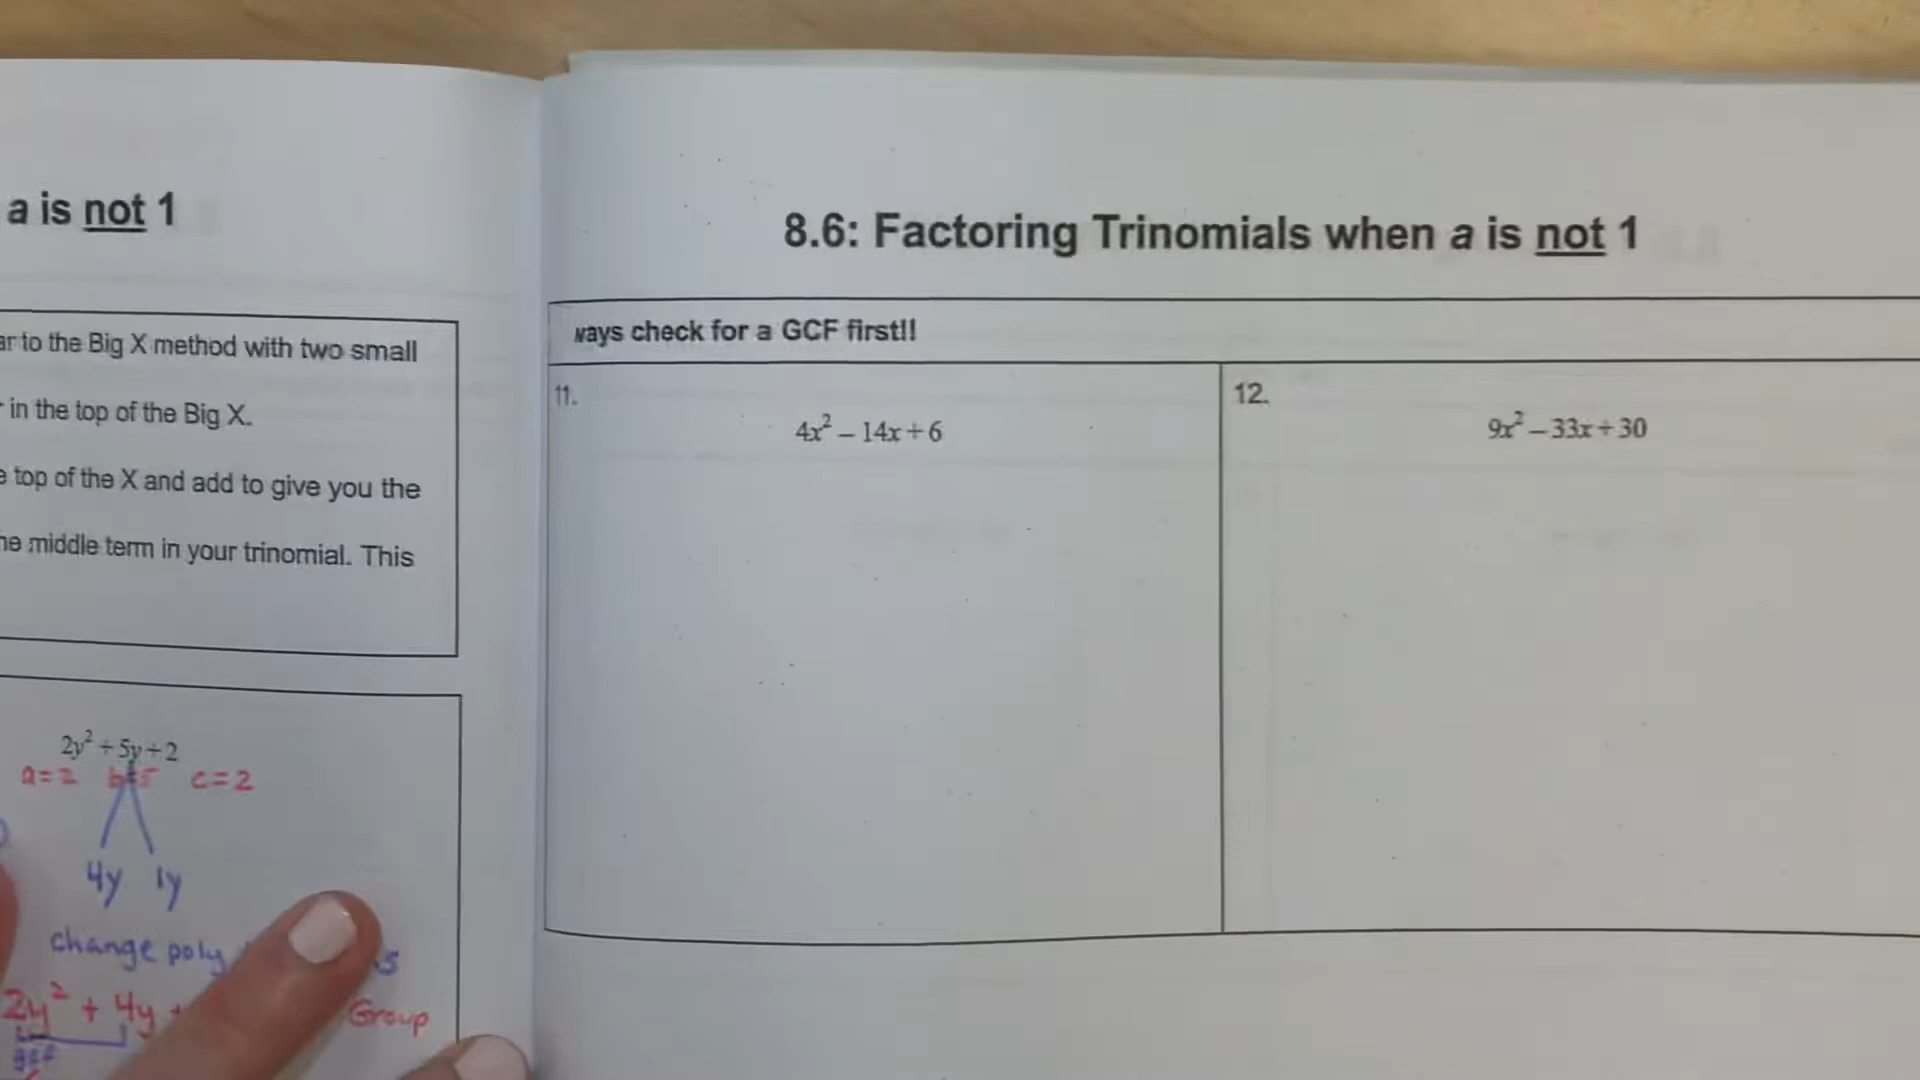 a is not 1
ar to the Big X method with two small
in the top of the Big X.
e top of the X and add to give you the
he middle term in your trinomial. This
2y² + 5y + 2
a = 2 b=5 c = 2
4y 1y
change poly
2y² + 4y +
Group
8.6: Factoring Trinomials when a is not 1
ways check for a GCF first!!
11.
4x² – 14x + 6
12.
9x² – 33x + 30